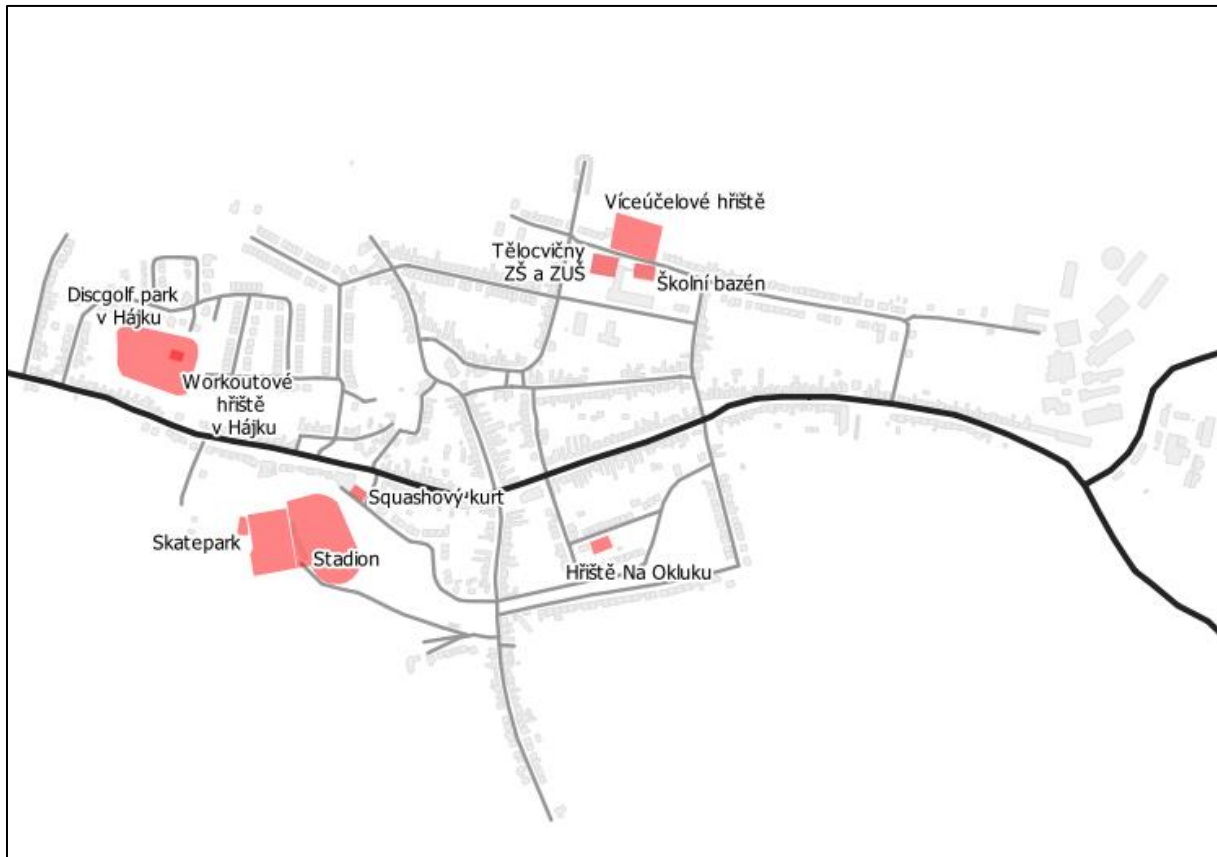 Víceúčelové hřiště
Tělocvičny
ZŠ a ZUŠ
Školní bazén
Discgolf park
v Hájku
Workoutové
hřiště
v Hájku
Squashový kurt
Skatepark
Stadion
Hřiště Na Okluku